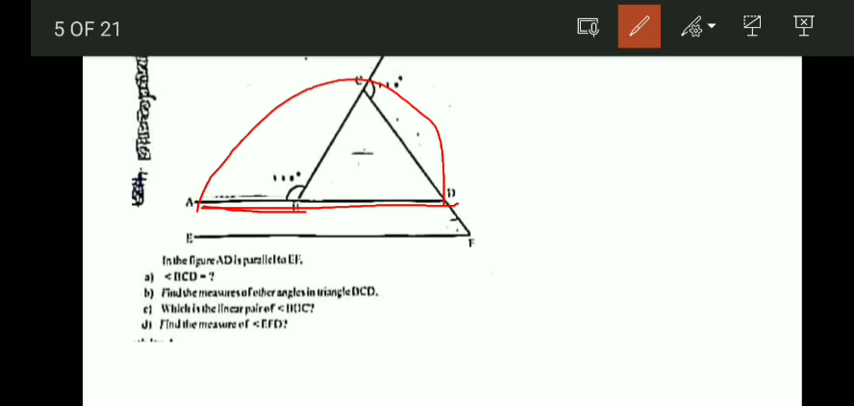 5 OF 21
C
A
D
E
F
In the figure AD is parallel to EF.
a) <BCD = ?
b) Find the measures of other angles in triangle BCD.
c) Which is the linear pair of
d) Find the measure of <EFD?